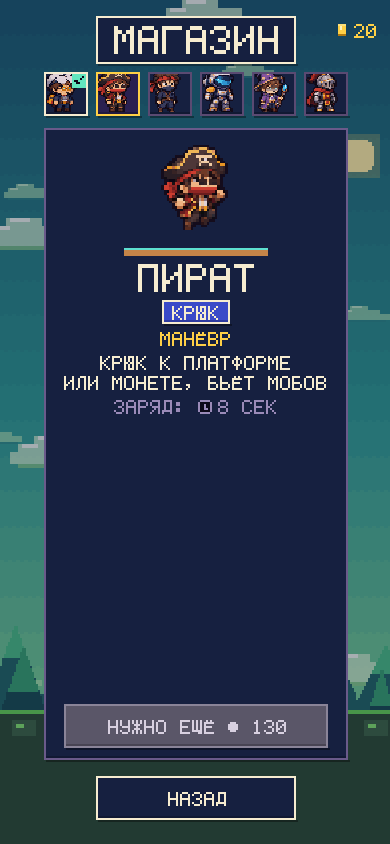 МАГАЗИН
20
ПИРАТ
КРЮК
МАНЁВР
КРЮК К ПЛАТФОРМЕ
ИЛИ МОНЕТЕ, БЬЁТ МОБОВ
ЗАРЯД: 8 СЕК
НУЖНО ЕЩЁ ● 130
НАЗАД